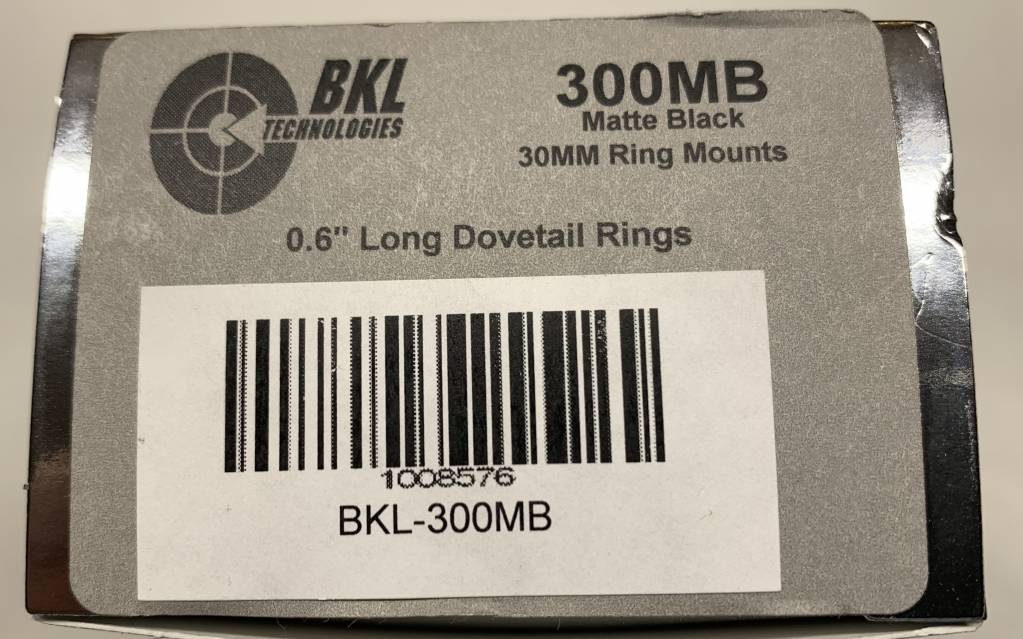 BKL
TECHNOLOGIES
300MB
Matte Black
30MM Ring Mounts
0.6" Long Dovetail Rings
1008576
BKL-300MB